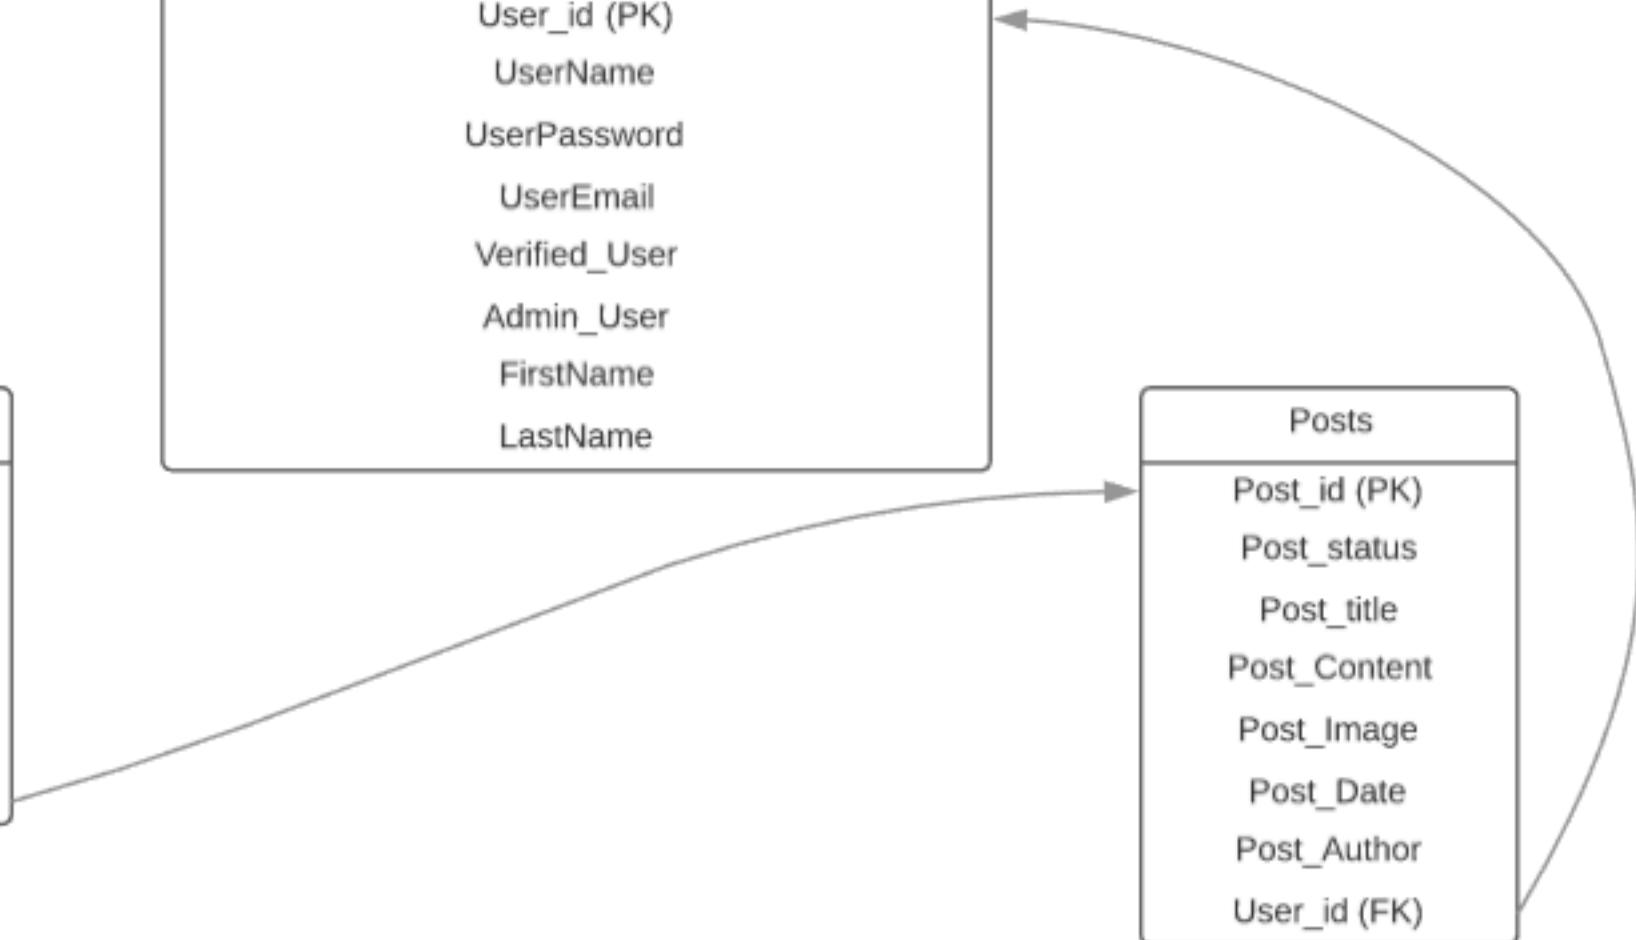 User_id (PK)
UserName
UserPassword
UserEmail
Verified_User
Admin_User
FirstName
LastName
Posts
Post_id (PK)
Post_status
Post_title
Post_Content
Post_Image
Post_Date
Post_Author
User_id (FK)